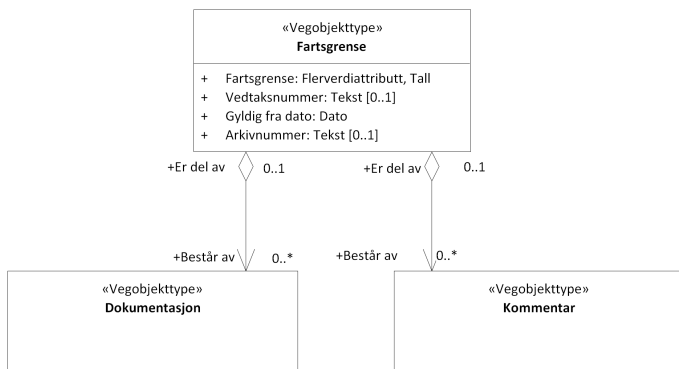 «Vegobjekttype»
Fartsgrense
+ Fartsgrense: Flerverdiattributt, Tall
+ Vedtaksnummer: Tekst [0..1]
+ Gyldig fra dato: Dato
+ Arkivnummer: Tekst [0..1]
+Er del av 0..1 +Er del av 0..1
+Består av 0..* +Består av 0..*
«Vegobjekttype» «Vegobjekttype»
Dokumentasjon Kommentar